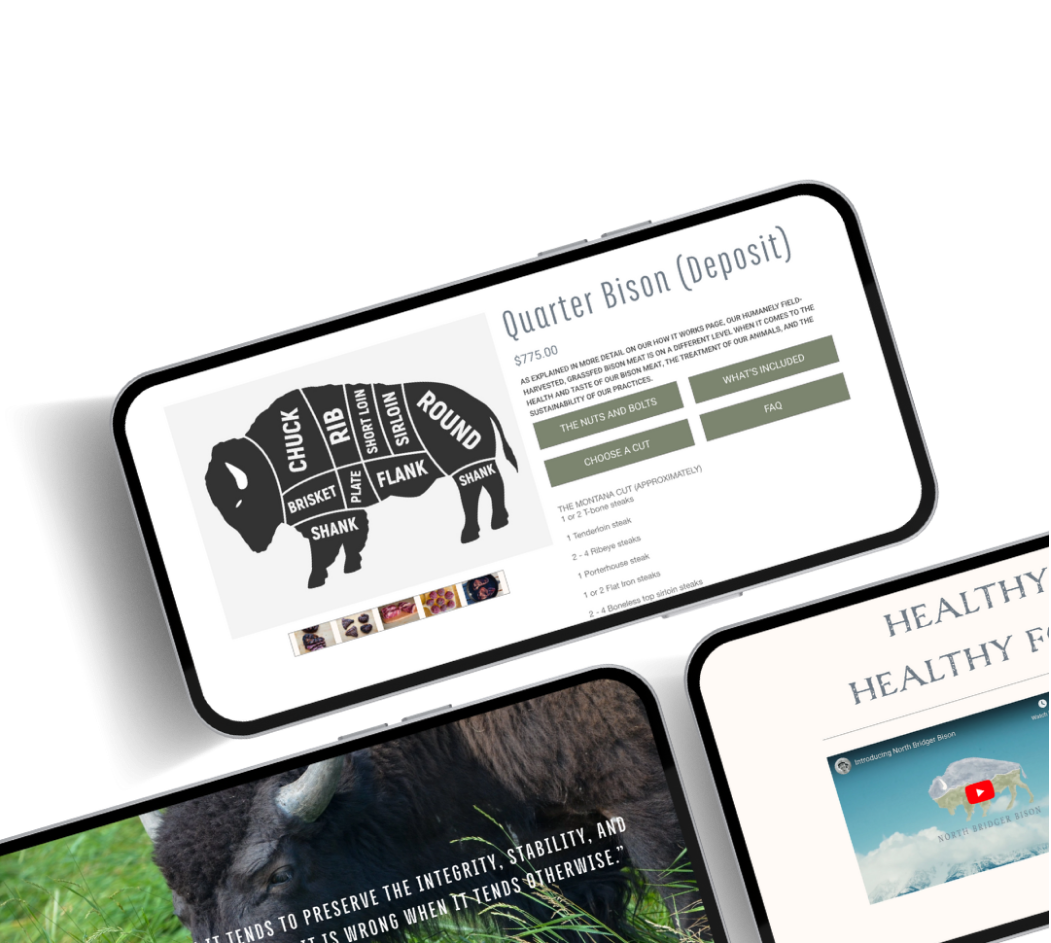 Quarter Bison (Deposit)
$775.00
AS EXPLAINED IN MORE DETAIL ON OUR HOW IT WORKS PAGE, OUR HUMANELY FIELD-
HARVESTED, GRASSFED BISON MEAT IS ON A DIFFERENT LEVEL WHEN IT COMES TO THE
HEALTH AND TASTE OF OUR BISON MEAT, THE TREATMENT OF OUR ANIMALS, AND THE
SUSTAINABILITY OF OUR PRACTICES.
THE NUTS AND BOLTS
WHAT'S INCLUDED
CHOOSE A CUT
FAQ
THE MONTANA CUT (APPROXIMATELY)
1 or 2 T-bone steaks
1 Tenderloin steak
2 - 4 Ribeye steaks
1 Porterhouse steak
1 or 2 Flat Iron steaks
2 - 4 Boneless top sirloin steaks
CHUCK
RIB
SHORT LOIN
SIRLOIN
ROUND
BRISKET
PLATE
FLANK
SHANK
SHANK
HEALTHY
HEALTHY FO
Introducing North Bridger Bison
Watch
NORTH BRIDGER BISON
IT TENDS TO PRESERVE THE INTEGRITY, STABILITY, AND
IT IS WRONG WHEN IT TENDS OTHERWISE.”